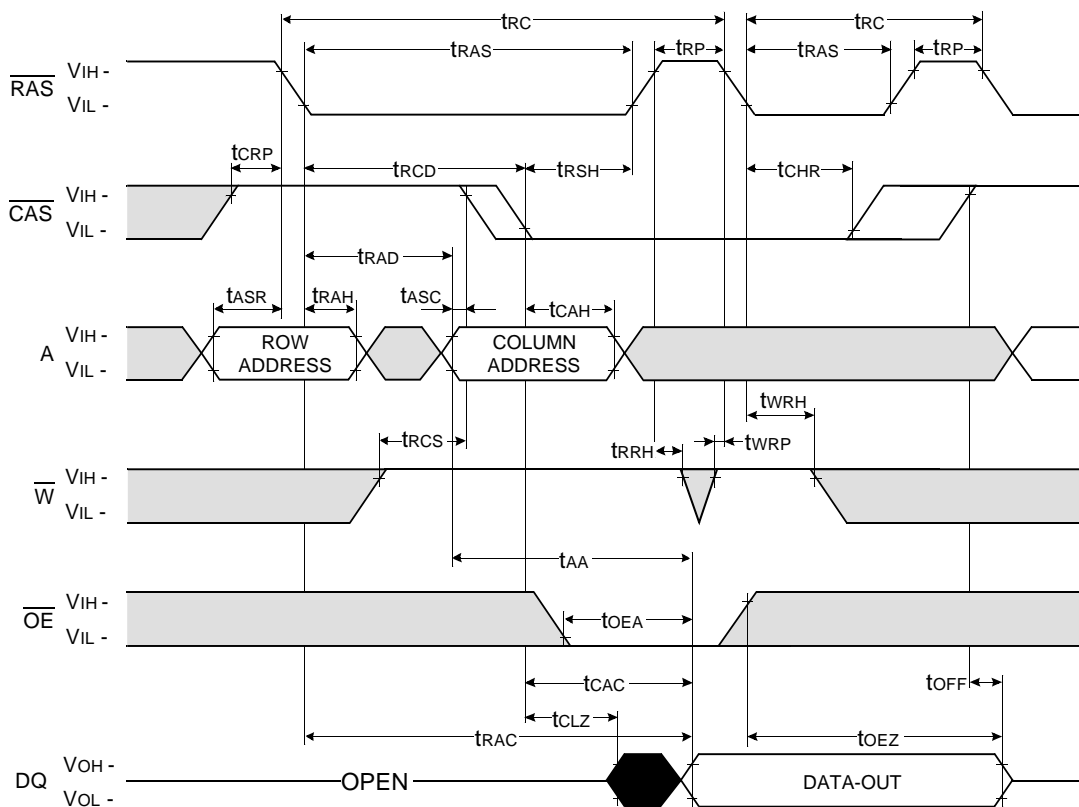 tRC tRC
tRAS tRP tRAS tRP
RAS VIH -
VIL -
tCRP tRCD tRSH tCHR
CAS VIH -
VIL -
tRAD
tASR tRAH tASC tCAH
A VIH -
VIL -
ROW ADDRESS
COLUMN ADDRESS
tWRH
tRCS tRRH tWRP
W VIH -
VIL -
tAA
OE VIH -
VIL -
tOEA
tCAC tOFF
tCLZ
tRAC tOEZ
DQ VOH -
VOL -
OPEN DATA-OUT